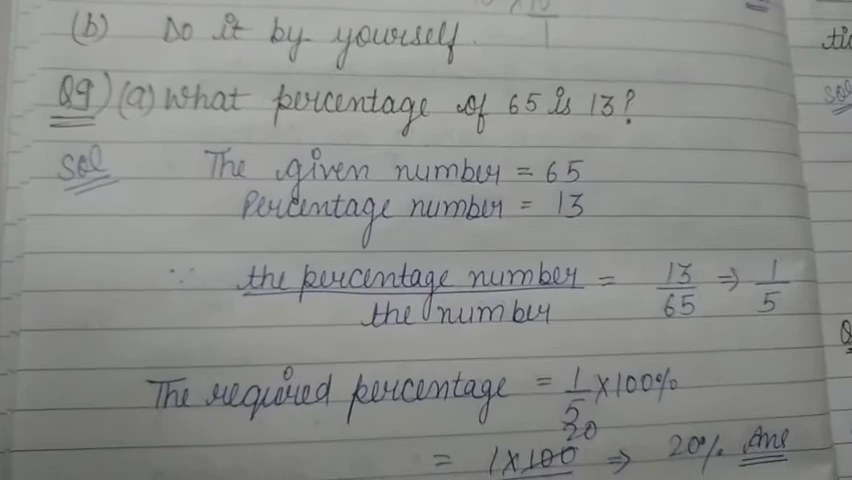 (b) Do it by yourself.
Q9) (a) What percentage of 65 is 13?
Sol The given number = 65
Percentage number = 13
∵ the percentage number / the number = 13/65 ⇒ 1/5
The required percentage = 1/5 × 100%
20
= 1×100 ⇒ 20% Ans